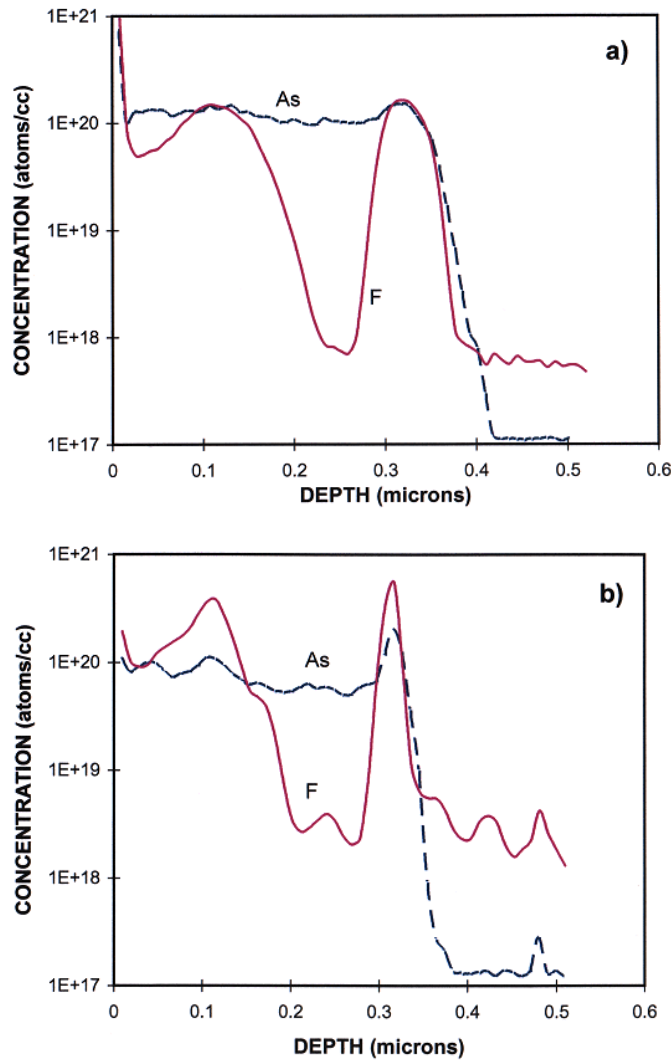 1E+21
a)
As
1E+20
CONCENTRATION (atoms/cc)
1E+19
F
1E+18
1E+17
0 0.1 0.2 0.3 0.4 0.5 0.6
DEPTH (microns)
1E+21
b)
1E+20
As
CONCENTRATION (atoms/cc)
1E+19
F
1E+18
1E+17
0 0.1 0.2 0.3 0.4 0.5 0.6
DEPTH (microns)